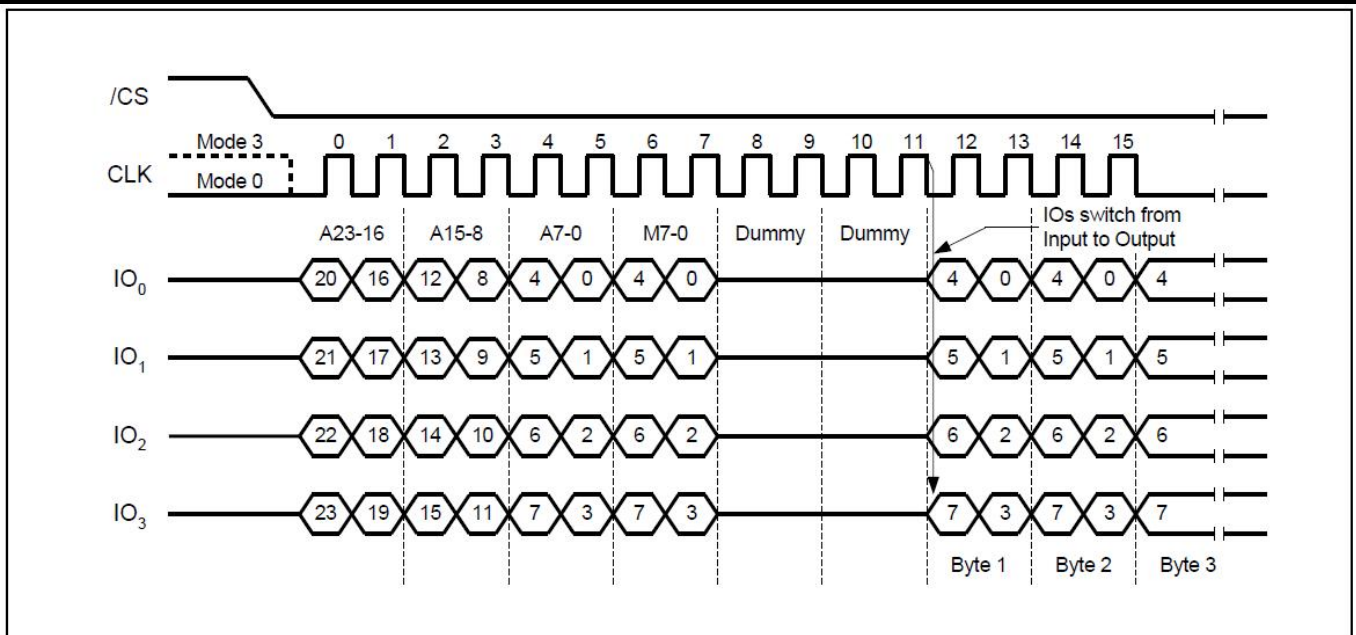 /CS
Mode 3 0 1 2 3 4 5 6 7 8 9 10 11 12 13 14 15
CLK
Mode 0
IOs switch from
Input to Output
A23-16 A15-8 A7-0 M7-0 Dummy Dummy
IO0 20 16 12 8 4 0 4 0 4 0 4 0 4
IO1 21 17 13 9 5 1 5 1 5 1 5 1 5
IO2 22 18 14 10 6 2 6 2 6 2 6 2 6
IO3 23 19 15 11 7 3 7 3 7 3 7 3 7
Byte 1 Byte 2 Byte 3